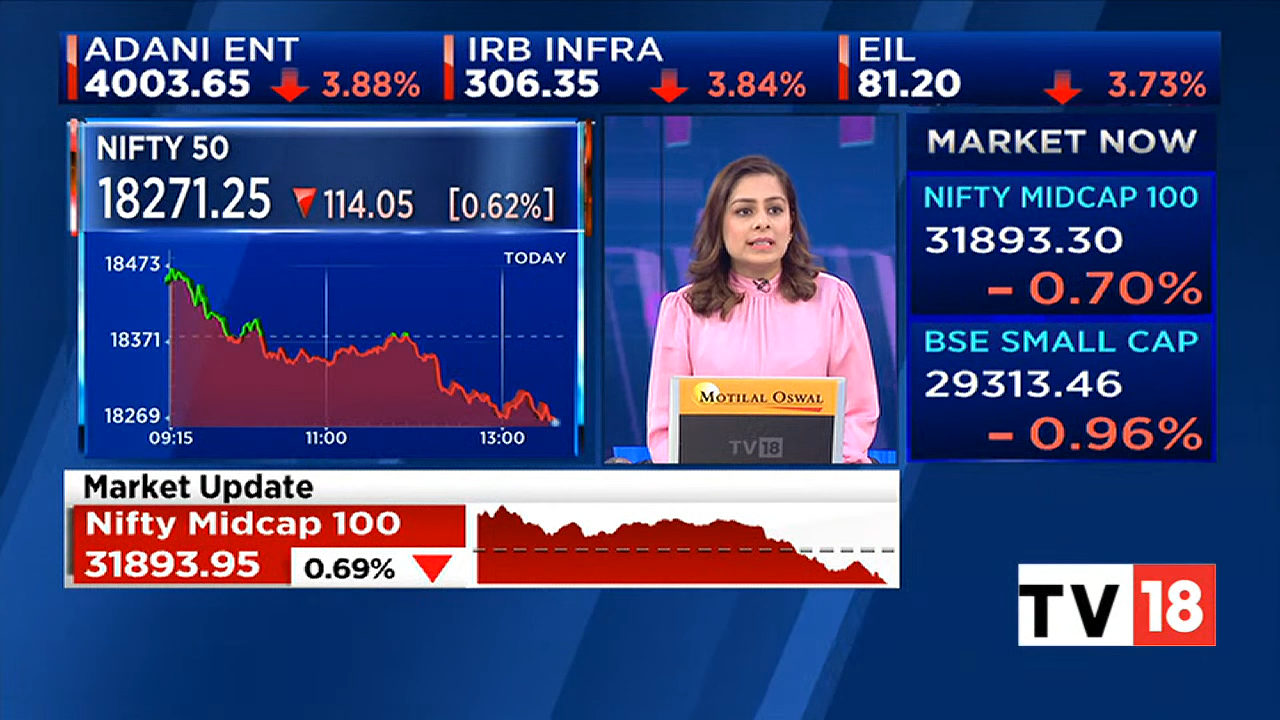 ADANI ENT
4003.65 3.88%
IRB INFRA
306.35 3.84%
EIL
81.20 3.73%
NIFTY 50
18271.25 114.05 [0.62%]
TODAY
18473
18371
18269
09:15 11:00 13:00
MOTILAL OSWAL
TV18
MARKET NOW
NIFTY MIDCAP 100
31893.30
- 0.70%
BSE SMALL CAP
29313.46
- 0.96%
Market Update
Nifty Midcap 100
31893.95 0.69%
TV18